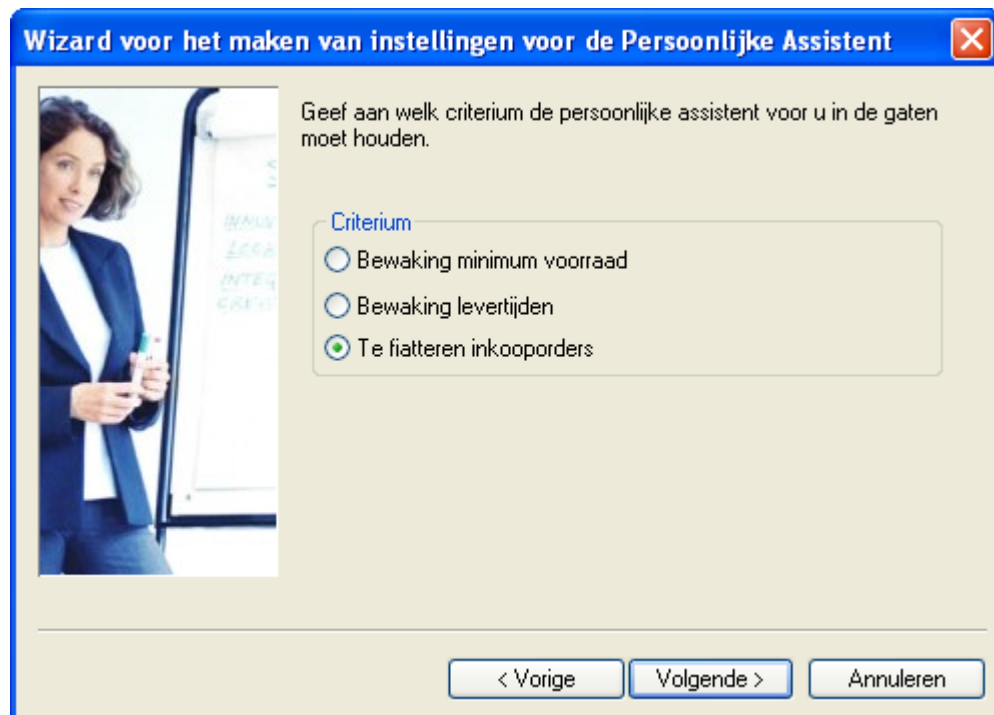 Wizard voor het maken van instellingen voor de Persoonlijke Assistent
Geef aan welk criterium de persoonlijke assistent voor u in de gaten
moet houden.
Criterium
Bewaking minimum voorraad
Bewaking levertijden
Te fiatteren inkooporders
< Vorige
Volgende >
Annuleren